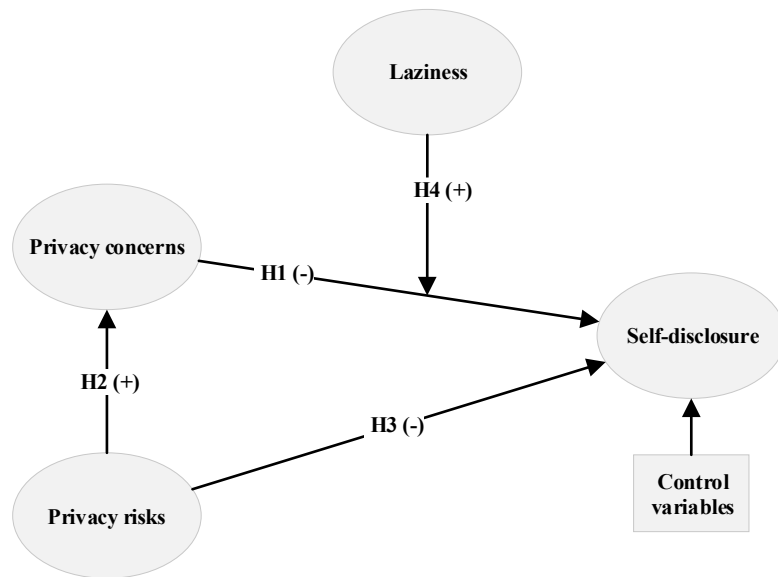 Laziness
H4 (+)
Privacy concerns
H1 (-)
Self-disclosure
H2 (+)
H3 (-)
Control
variables
Privacy risks